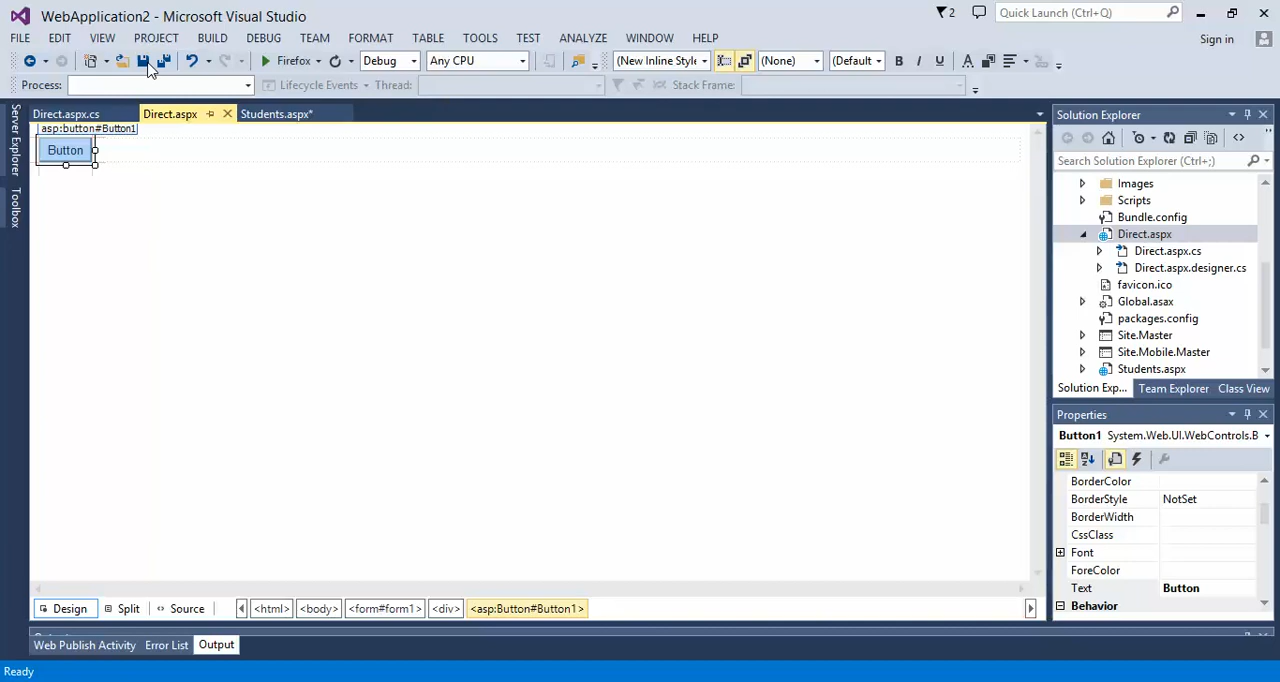 WebApplication2 - Microsoft Visual Studio
2
Quick Launch (Ctrl+Q)
FILE EDIT VIEW PROJECT BUILD DEBUG TEAM FORMAT TABLE TOOLS TEST ANALYZE WINDOW HELP
Sign in
Firefox Debug Any CPU (New Inline Style (None) (Default B I U A
Process: Lifecycle Events Thread: Stack Frame:
Direct.aspx.cs Direct.aspx Students.aspx*
asp:button#Button1
Button
Server Explorer
Toolbox
Solution Explorer
Search Solution Explorer (Ctrl+;)
Images
Scripts
Bundle.config
Direct.aspx
Direct.aspx.cs
Direct.aspx.designer.cs
favicon.ico
Global.asax
packages.config
Site.Master
Site.Mobile.Master
Students.aspx
Solution Exp... Team Explorer Class View
Properties
Button1 System.Web.UI.WebControls.B
BorderColor
BorderStyle NotSet
BorderWidth
CssClass
Font
ForeColor
Text Button
Behavior
Design Split Source <html> <body> <form#form1> <div> <asp:Button#Button1>
Web Publish Activity Error List Output
Ready